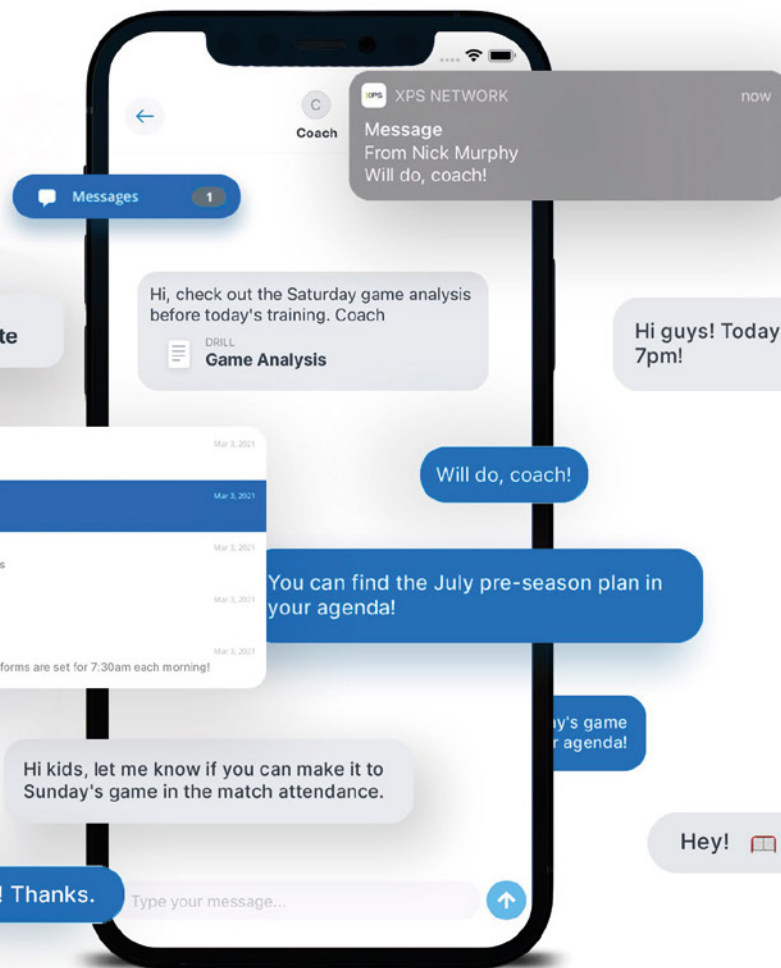 XPS NETWORK
now
C
Coach
Message
From Nick Murphy
Will do, coach!
Messages
1
Hi, check out the Saturday game analysis
before today's training. Coach
DRILL
Game Analysis
te
Hi guys! Today
7pm!
Mar 3, 2021
Will do, coach!
Mar 3, 2021
Mar 3, 2021
s
You can find the July pre-season plan in
your agenda!
Mar 3, 2021
Mar 3, 2021
forms are set for 7:30am each morning!
y's game
r agenda!
Hi kids, let me know if you can make it to
Sunday's game in the match attendance.
Hey!
! Thanks.
Type your message...